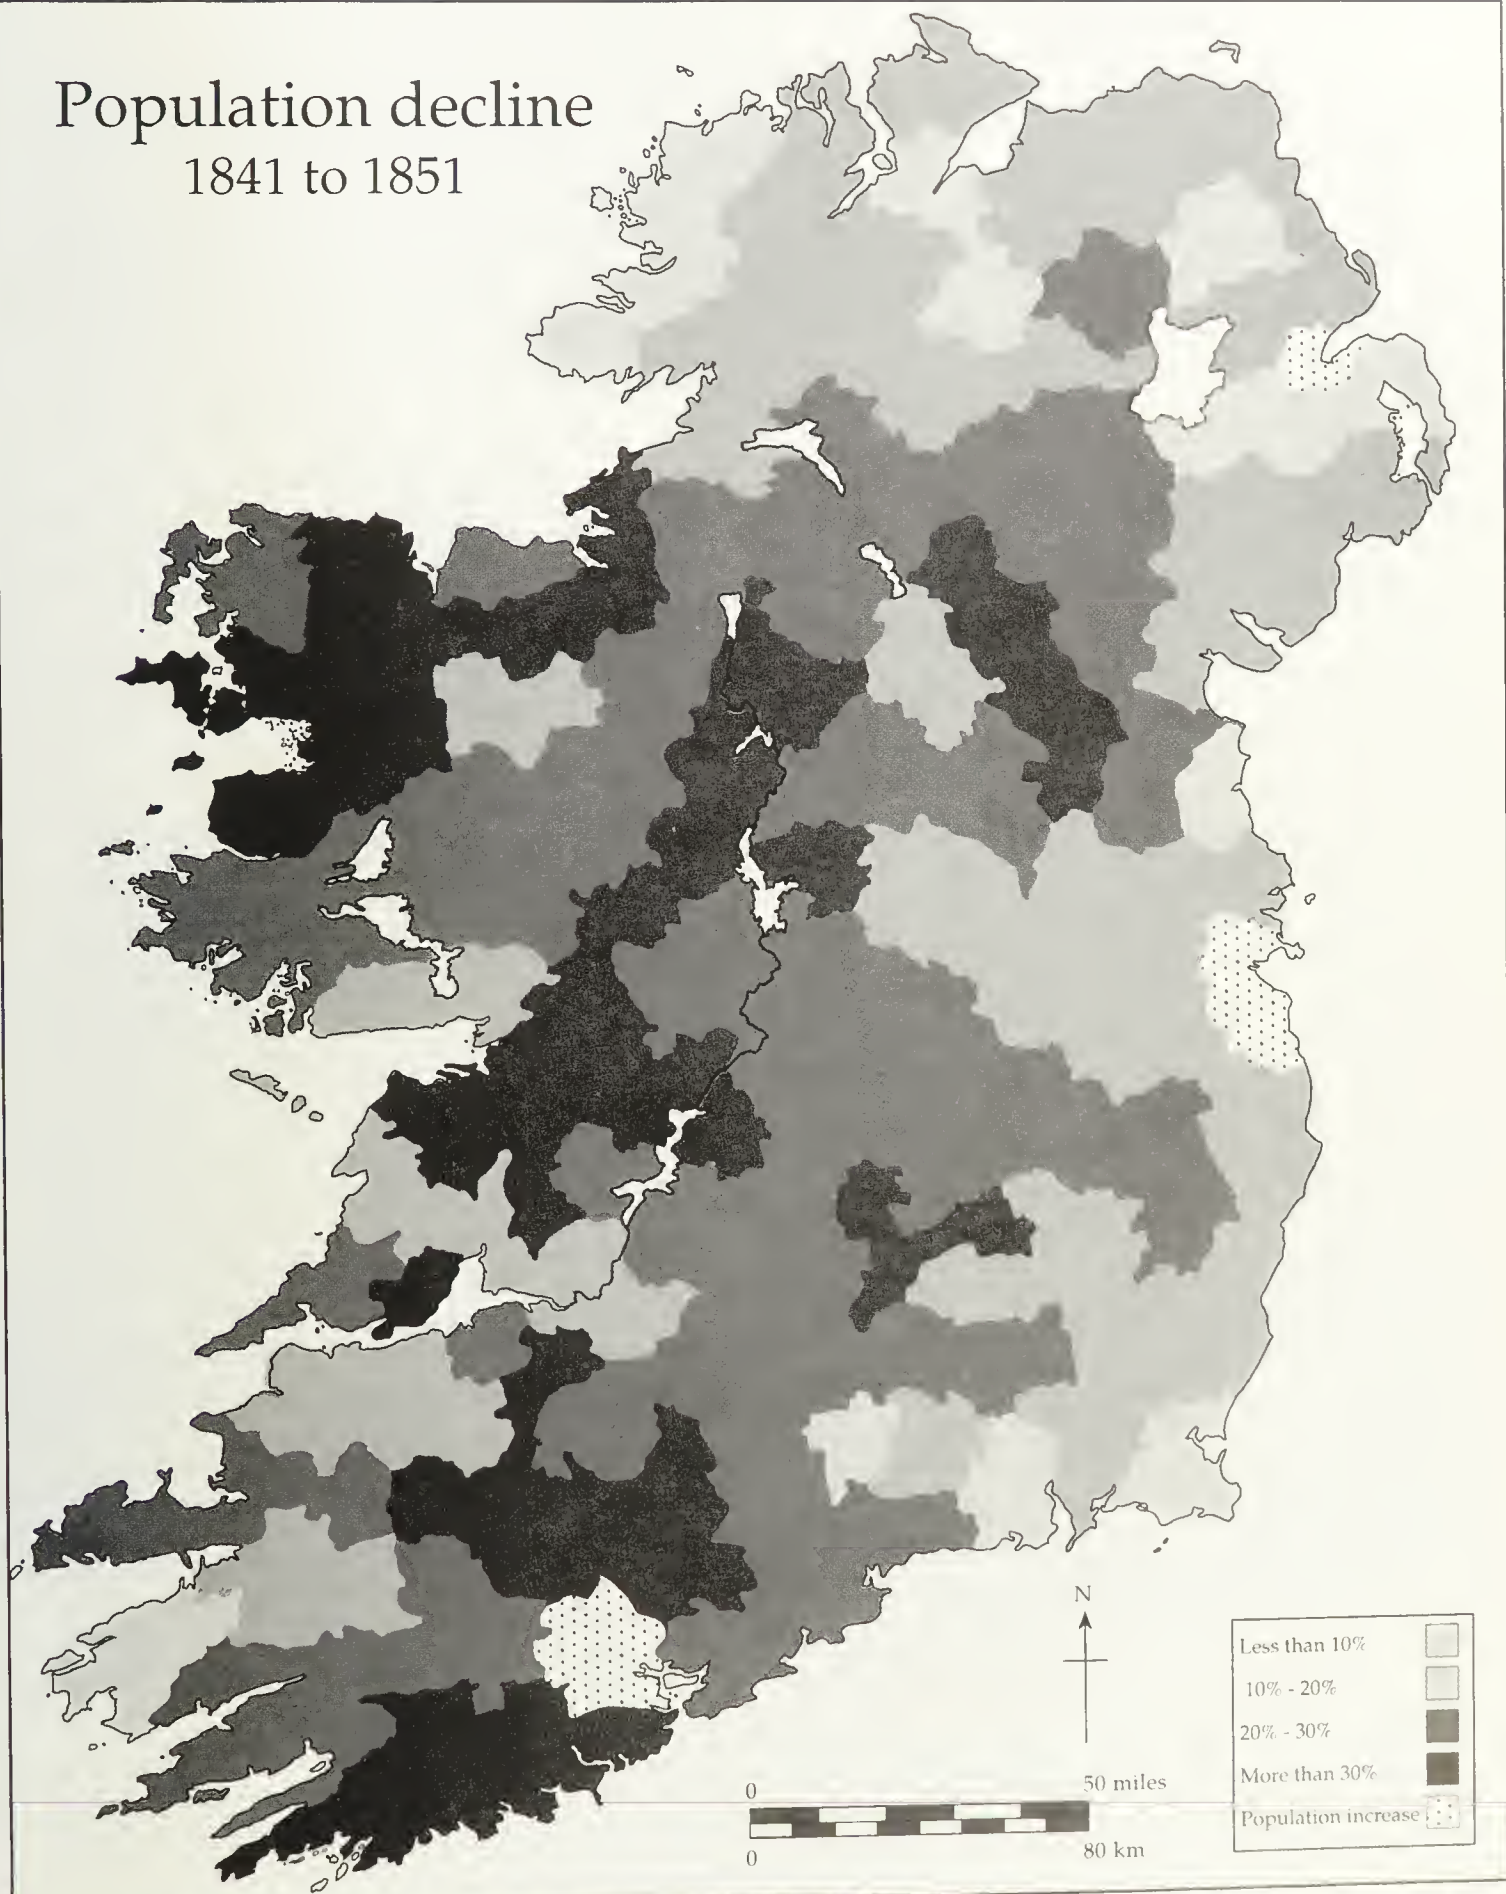 Population decline
1841 to 1851
N
Less than 10%
10% - 20%
20% - 30%
More than 30%
Population increase
0
50 miles
0
80 km